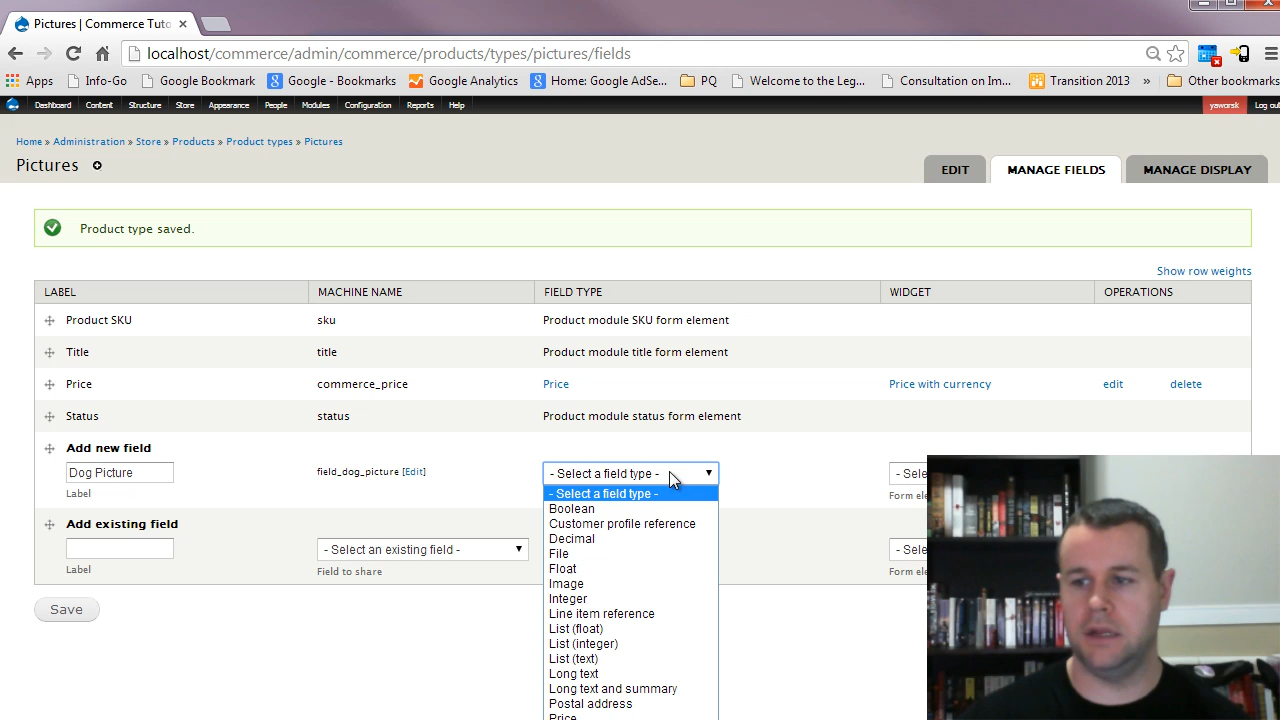 Pictures | Commerce Tuto
localhost/commerce/admin/commerce/products/types/pictures/fields
Apps Info-Go Google Bookmark Google - Bookmarks Google Analytics Home: Google AdSe... PQ Welcome to the Leg... Consultation on Im... Transition 2013 » Other bookmarks
Dashboard Content Structure Store Appearance People Modules Configuration Reports Help yaworsk Log out
Home » Administration » Store » Products » Product types » Pictures
Pictures
EDIT MANAGE FIELDS MANAGE DISPLAY
Product type saved.
Show row weights
LABEL MACHINE NAME FIELD TYPE WIDGET OPERATIONS
Product SKU sku Product module SKU form element
Title title Product module title form element
Price commerce_price Price Price with currency edit delete
Status status Product module status form element
Add new field
Dog Picture field_dog_picture [Edit] - Select a field type - - Sele
Label Form ele
- Select a field type -
Boolean
Customer profile reference
Decimal
File
Float
Image
Integer
Line item reference
List (float)
List (integer)
List (text)
Long text
Long text and summary
Postal address
Price
Add existing field
- Select an existing field - - Sele
Label Field to share Form ele
Save